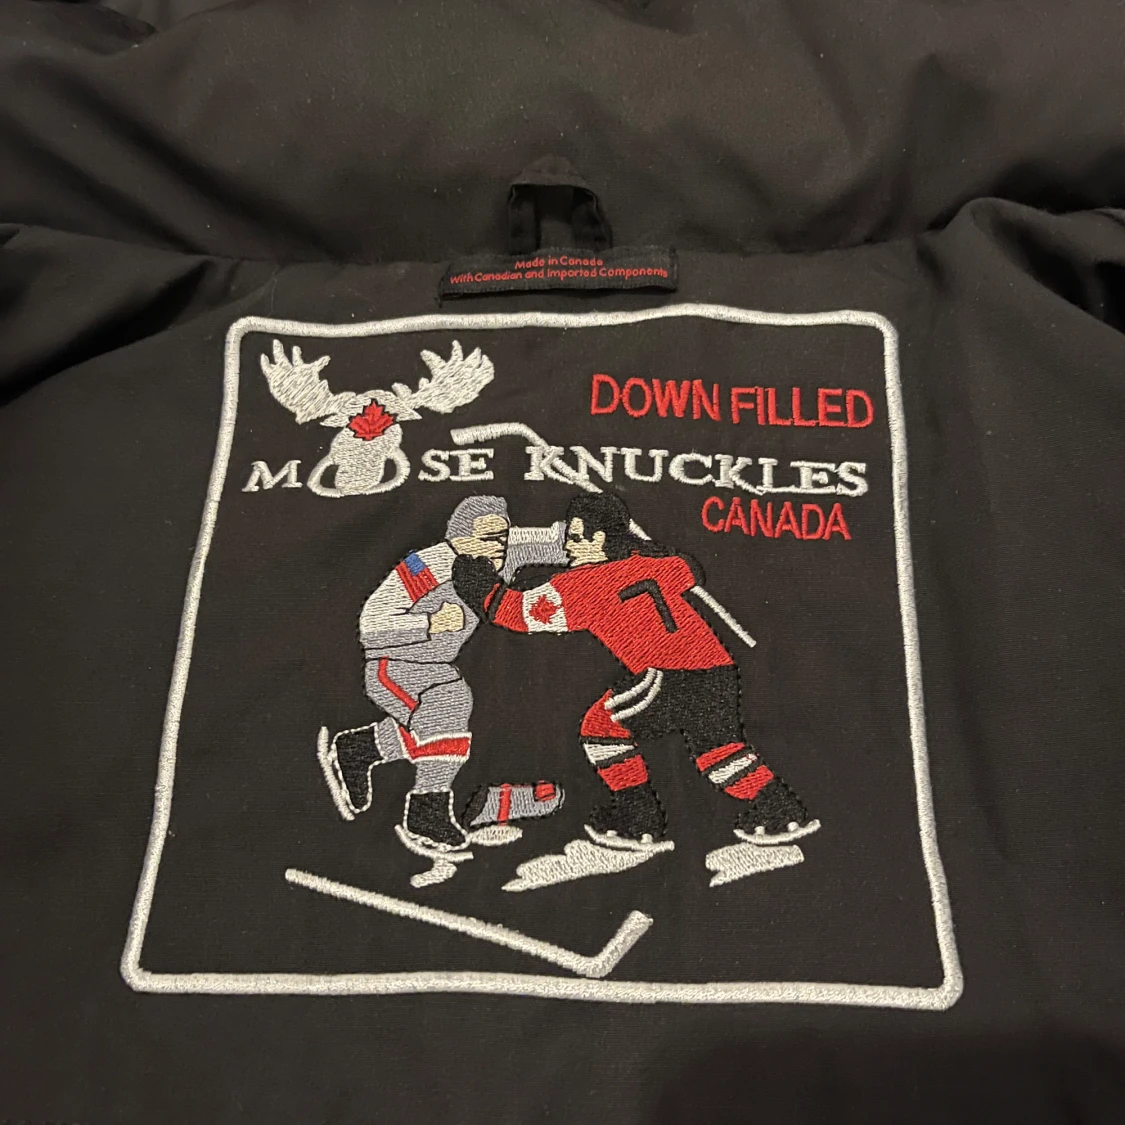 Made in Canada
With Canadian and Imported Components
DOWN FILLED
MOOSE KNUCKLES
CANADA
7